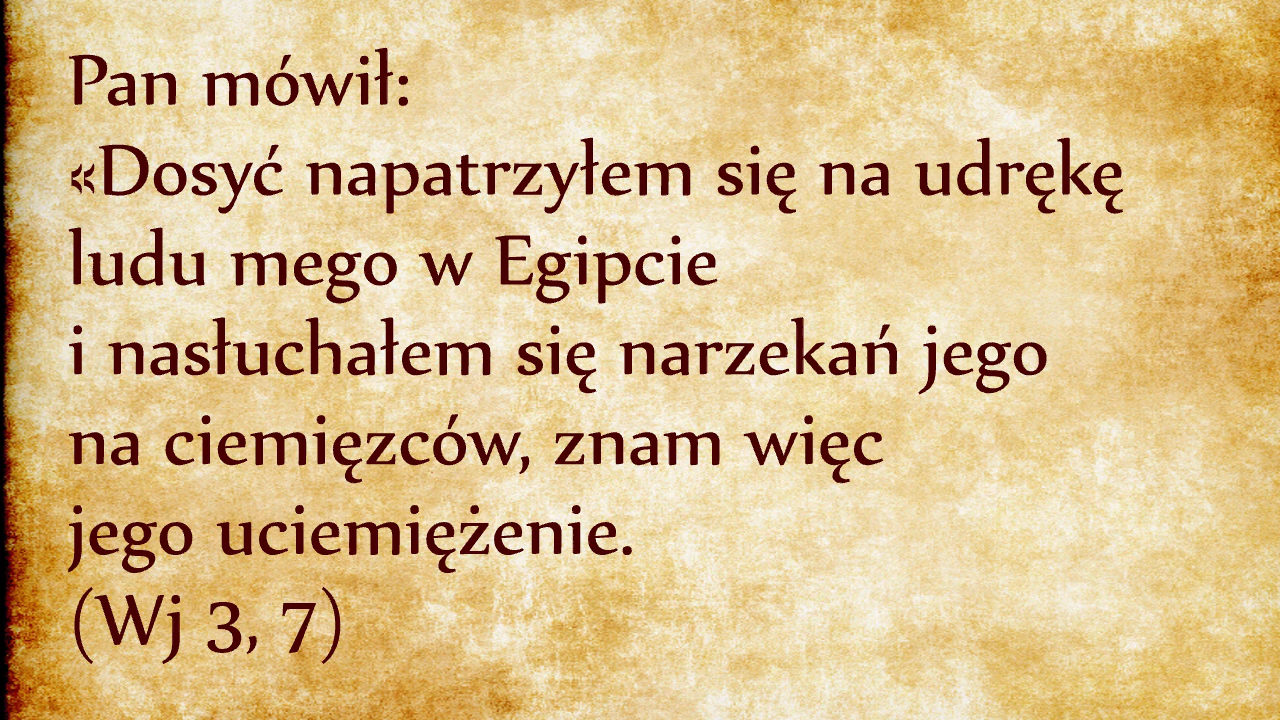 Pan mówił:
«Dosyć napatrzyłem się na udrękę
ludu mego w Egipcie
i nasłuchałem się narzekań jego
na ciemięzców, znam więc
jego uciemiężenie.
(Wj 3, 7)